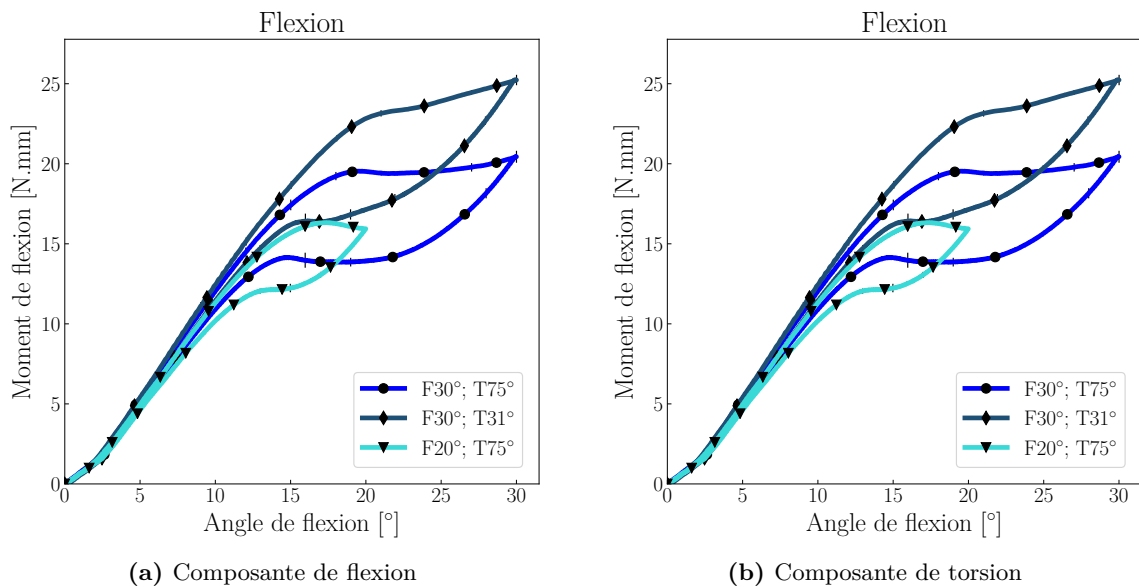 Flexion
25
20
15
10
5
0
Moment de flexion [N.mm]
F30°; T75°
F30°; T31°
F20°; T75°
0 5 10 15 20 25 30
Angle de flexion [°]
(a) Composante de flexion
Flexion
25
20
15
10
5
0
Moment de flexion [N.mm]
F30°; T75°
F30°; T31°
F20°; T75°
0 5 10 15 20 25 30
Angle de flexion [°]
(b) Composante de torsion